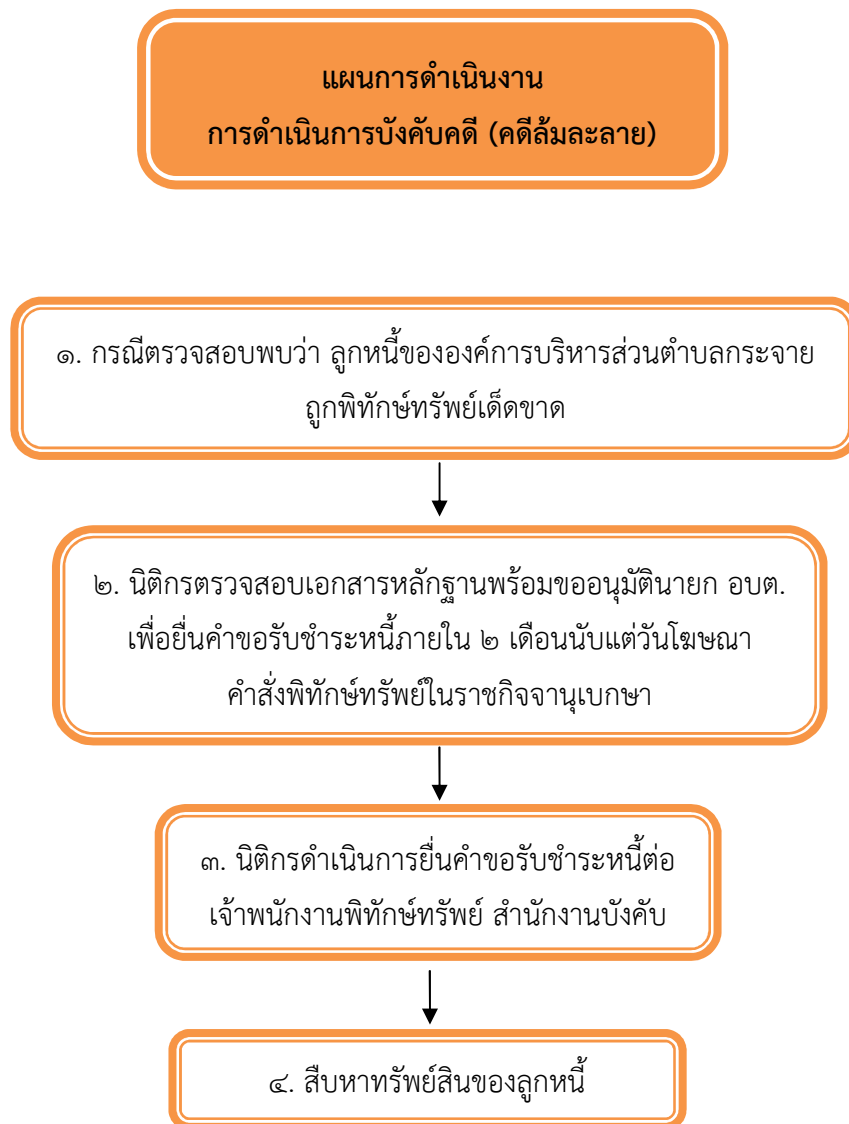 แผนการดำเนินงาน
การดำเนินการบังคับคดี (คดีล้มละลาย)
๑. กรณีตรวจสอบพบว่า ลูกหนี้ขององค์การบริหารส่วนตำบลกระจาย
ถูกพิทักษ์ทรัพย์เด็ดขาด
๒. นิติกรตรวจสอบเอกสารหลักฐานพร้อมขออนุมัตินายก อบต.
เพื่อยื่นคำขอรับชำระหนี้ภายใน ๒ เดือนนับแต่วันโฆษณา
คำสั่งพิทักษ์ทรัพย์ในราชกิจจานุเบกษา
๓. นิติกรดำเนินการยื่นคำขอรับชำระหนี้ต่อ
เจ้าพนักงานพิทักษ์ทรัพย์ สำนักงานบังคับ
๔. สืบหาทรัพย์สินของลูกหนี้